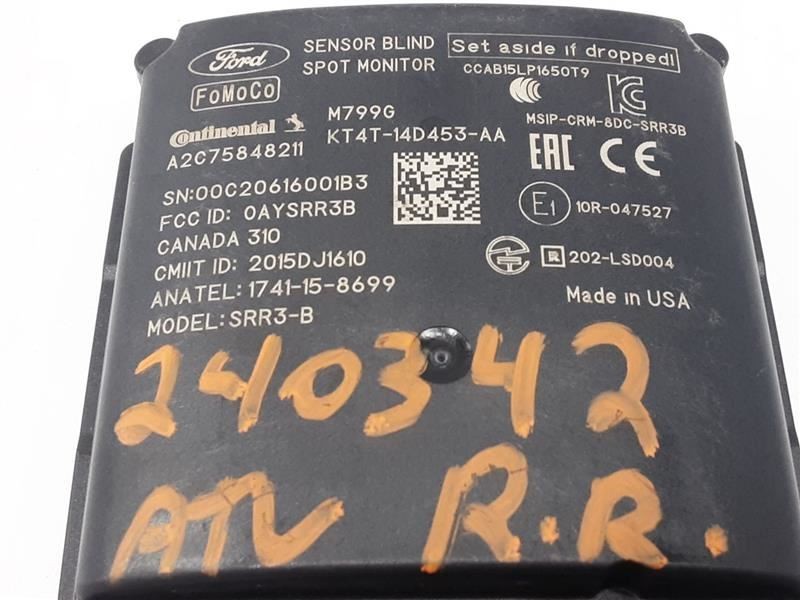 Ford SENSOR BLIND Set aside if dropped!
SPOT MONITOR CCAB15LP1650T9
FoMoCo
M799G MSIP-CRM-8DC-SRR3B
Continental KT4T-14D453-AA
A2C75848211 EAC CE
SN:00C20616001B3
FCC ID: OAYSRR3B E1 10R-047527
CANADA 310
CMIIT ID: 2015DJ1610 R 202-LSD004
ANATEL: 1741-15-8699 Made in USA
MODEL: SRR3-B
240342
ATV R.R.